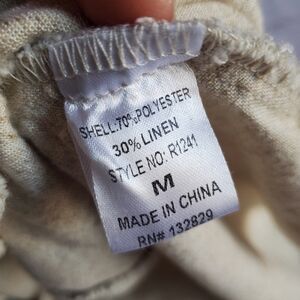 SHELL:70%POLYESTER
30% LINEN
STYLE NO: R1241
M
MADE IN CHINA
RN# 132829